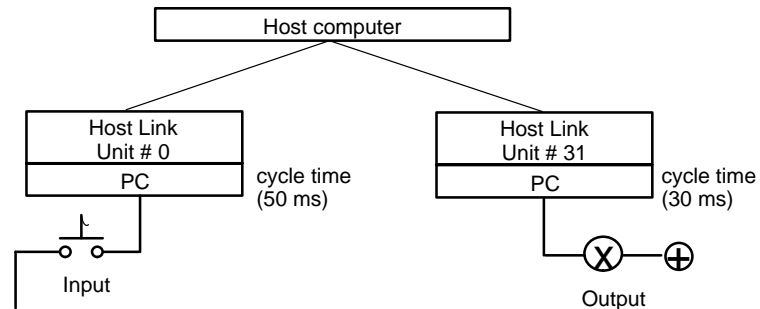 Host computer
Host Link
Unit # 0
PC
cycle time
(50 ms)
Input
Host Link
Unit # 31
PC
cycle time
(30 ms)
X
Output